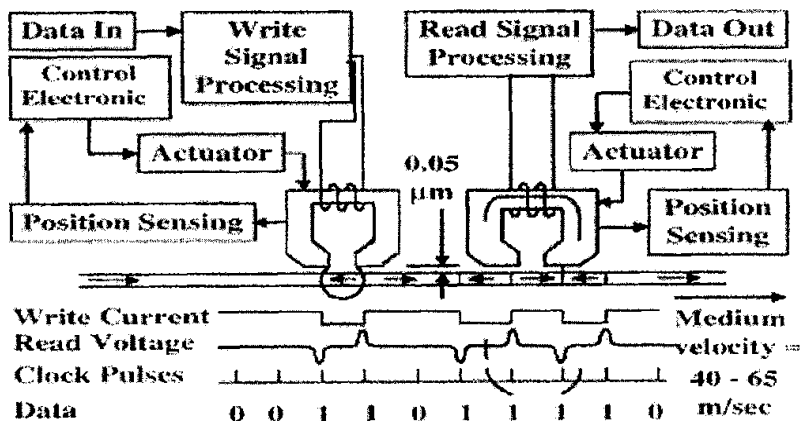 Data In
Write
Signal
Processing
Read Signal
Processing
Data Out
Control
Electronic
Control
Electronic
Actuator
0.05
μm
Actuator
Position Sensing
Position
Sensing
Write Current
Read Voltage
Clock Pulses
Data 0 0 1 1 0 1 1 1 1 0
Medium
velocity =
40 - 65
m/sec